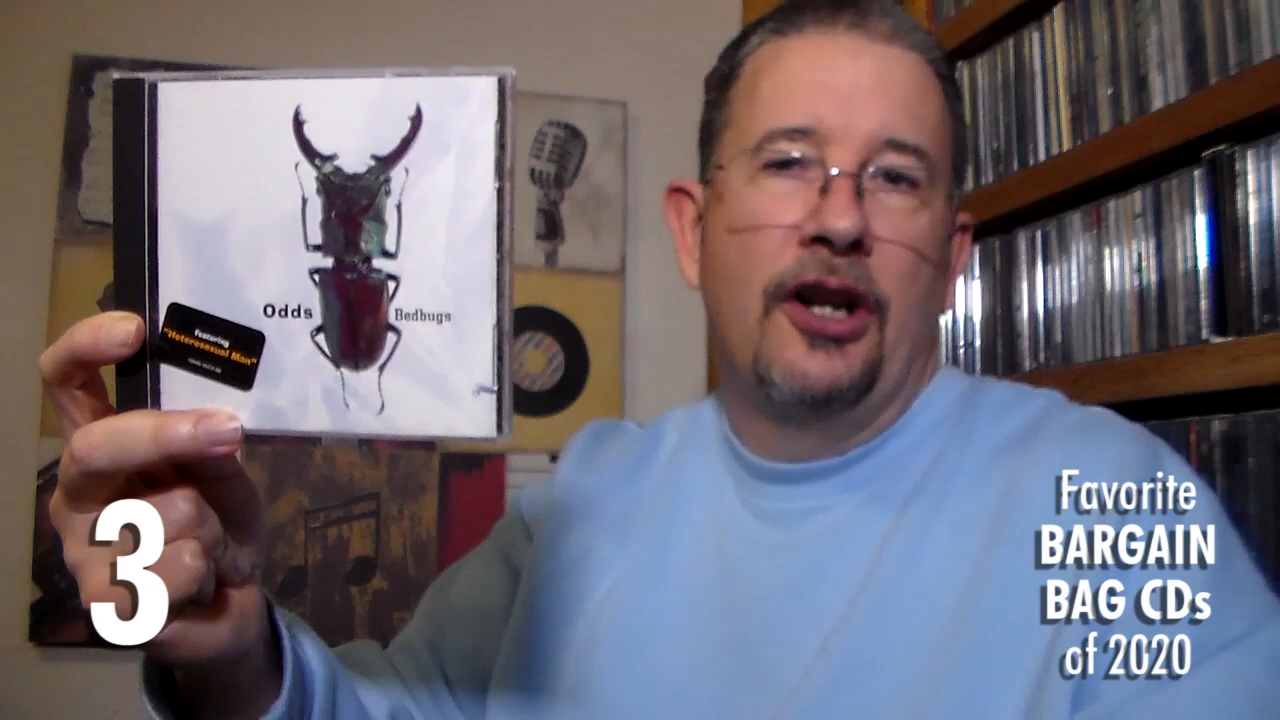 Odds
Bedbugs
featuring
"Heterosexual Man"
3
Favorite
BARGAIN
BAG CDs
of 2020